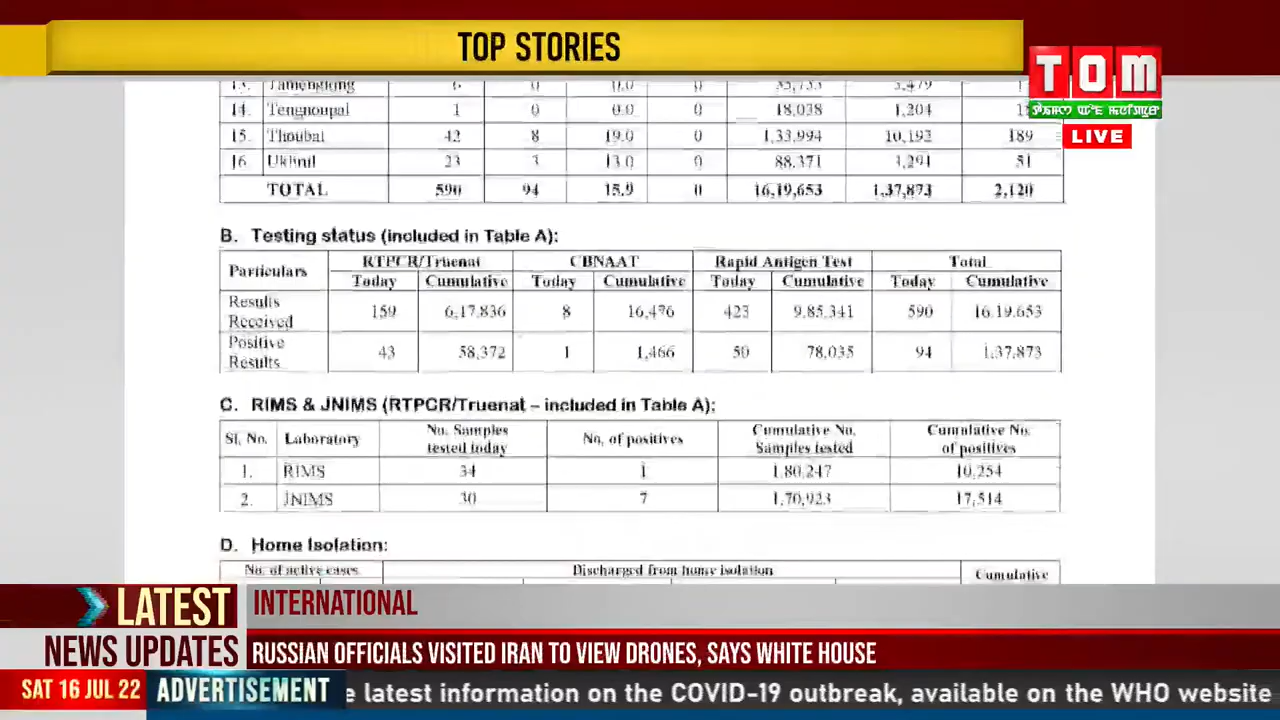 TOP STORIES
TOM
LIVE
13. Tamenglong 6 0 0.0 0
14. Tengnoupal 1 0 0.0 0 18,038 1,204
15. Thoubal 42 8 19.0 0 1,33,994 10,192 189
16 Ukhrul 23 3 13.0 0 88,371 3,291 51
TOTAL 590 94 15.9 0 16,19,653 1,37,873 2,120
B. Testing status (included in Table A):
Particulars RTPCR/Truenat CBNAAT Rapid Antigen Test Total
Today Cumulative Today Cumulative Today Cumulative Today Cumulative
Results Received 159 6,17,836 8 16,476 423 9,85,341 590 16,19,653
Positive Results 43 58,372 1 1,466 50 78,035 94 1,37,873
C. RIMS & JNIMS (RTPCR/Truenat – included in Table A):
Sl. No. Laboratory No. Samples tested today No. of positives Cumulative No. Samples tested Cumulative No. of positives
1. RIMS 34 1 1,80,247 10,254
2. JNIMS 30 7 1,70,923 17,514
D. Home Isolation:
No. of active cases Discharged from home isolation Cumulative
LATEST NEWS UPDATES
INTERNATIONAL
RUSSIAN OFFICIALS VISITED IRAN TO VIEW DRONES, SAYS WHITE HOUSE
SAT 16 JUL 22
ADVERTISEMENT
e latest information on the COVID-19 outbreak, available on the WHO website